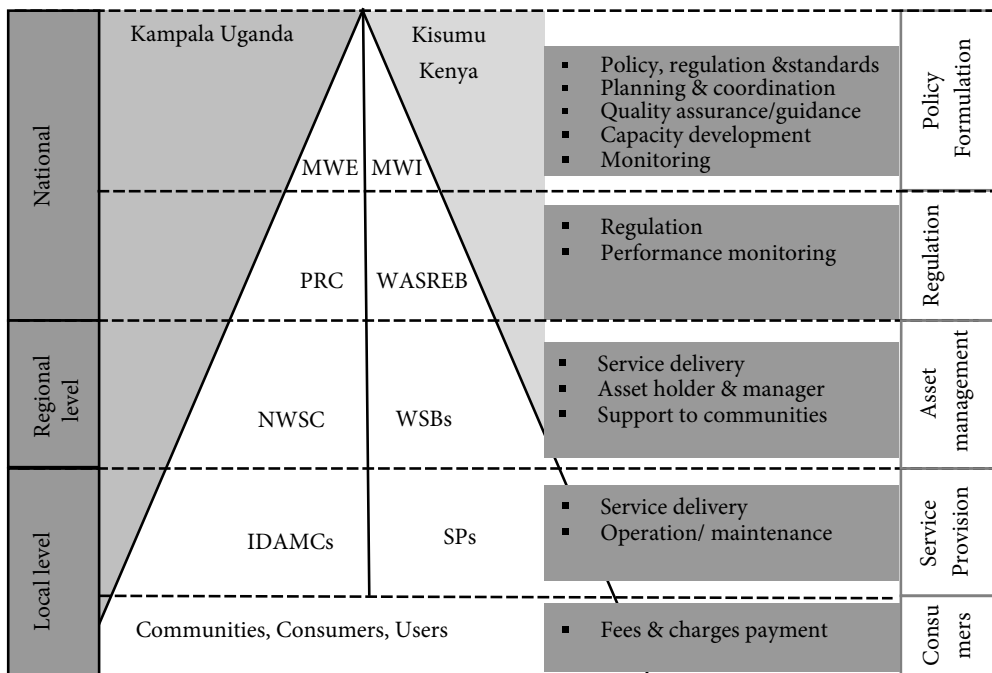 Kampala Uganda
Kisumu
Kenya
National
MWE
MWI
▪ Policy, regulation &standards
▪ Planning & coordination
▪ Quality assurance/guidance
▪ Capacity development
▪ Monitoring
Policy
Formulation
PRC
WASREB
▪ Regulation
▪ Performance monitoring
Regulation
Regional
level
NWSC
WSBs
▪ Service delivery
▪ Asset holder & manager
▪ Support to communities
Asset
management
Local level
IDAMCs
SPs
▪ Service delivery
▪ Operation/ maintenance
Service
Provision
Communities, Consumers, Users
▪ Fees & charges payment
Consu
mers